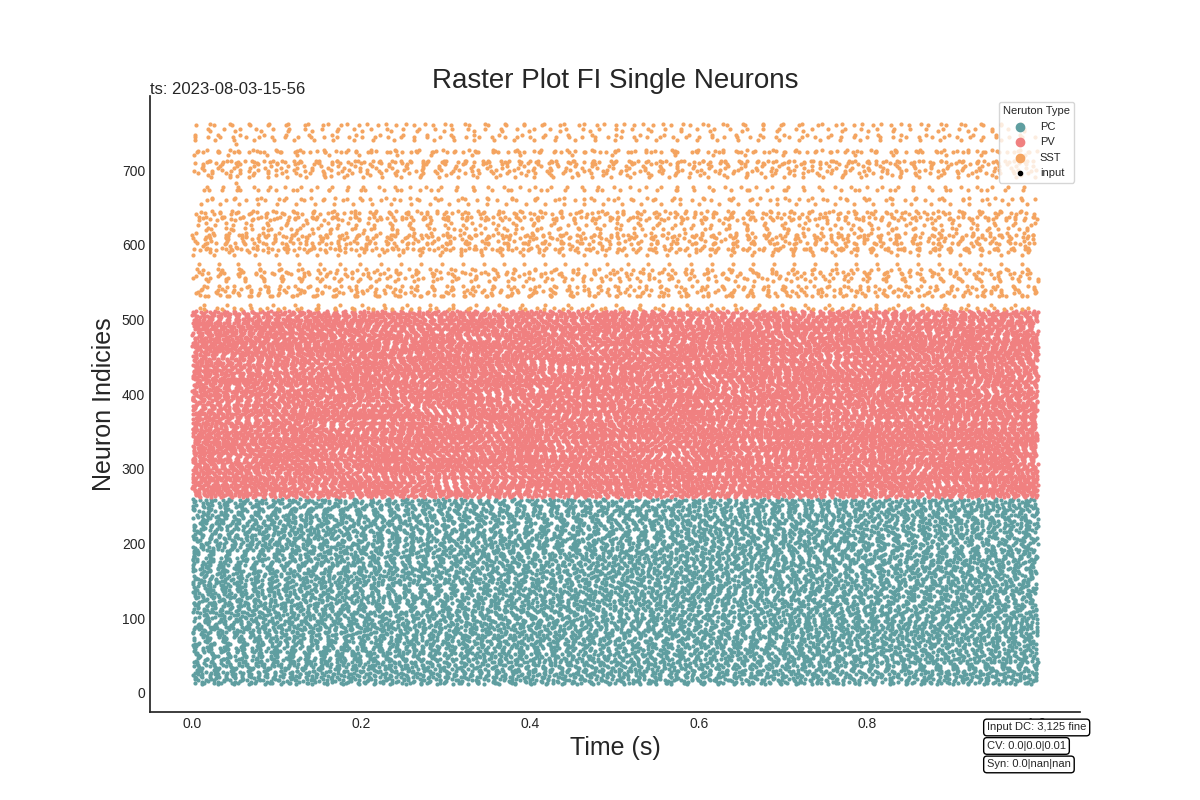 Raster Plot FI Single Neurons
ts: 2023-08-03-15-56
Neruton Type
PC
PV
SST
input
Neuron Indicies
700
600
500
400
300
200
100
0
0.0 0.2 0.4 0.6 0.8
Time (s)
Input DC: 3,125 fine
CV: 0.0|0.0|0.01
Syn: 0.0|nan|nan